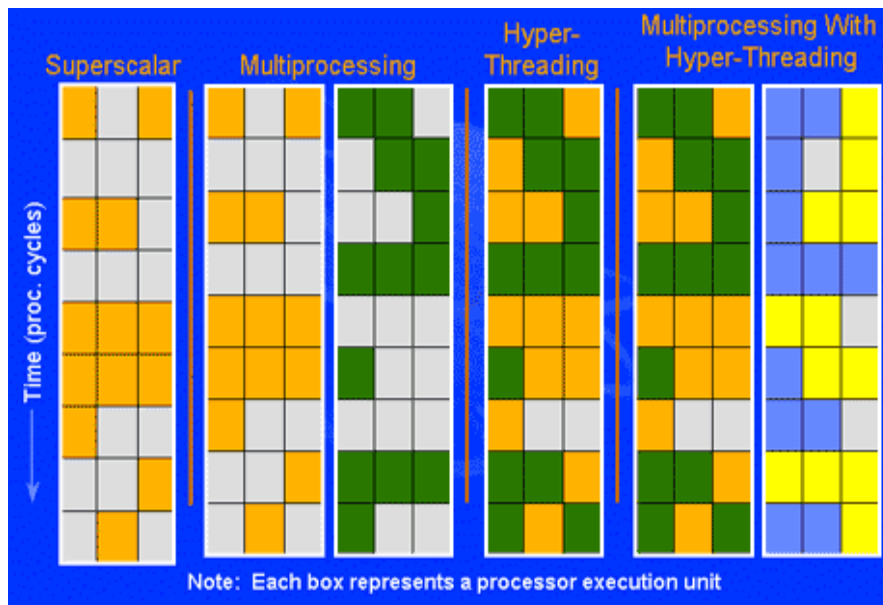 Superscalar
Multiprocessing
Hyper-
Threading
Multiprocessing With
Hyper-Threading
Time (proc. cycles)
Note: Each box represents a processor execution unit